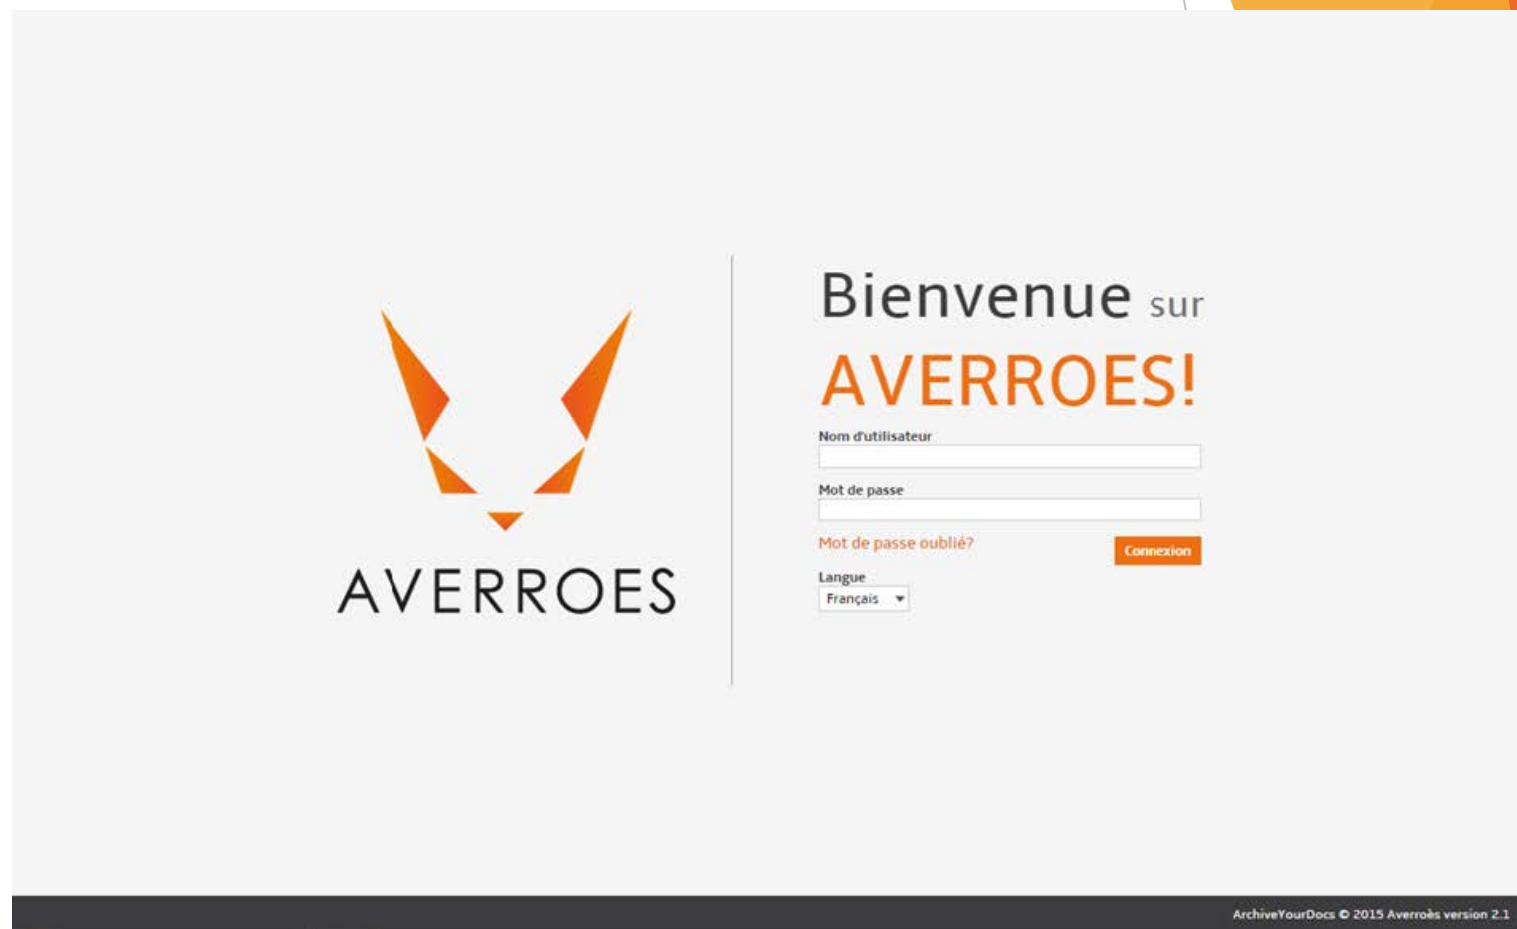 AVERROES
Bienvenue sur
AVERROES!
Nom d'utilisateur
Mot de passe
Mot de passe oublié?
Connexion
Langue
Français
ArchiveYourDocs © 2015 Averroès version 2.1